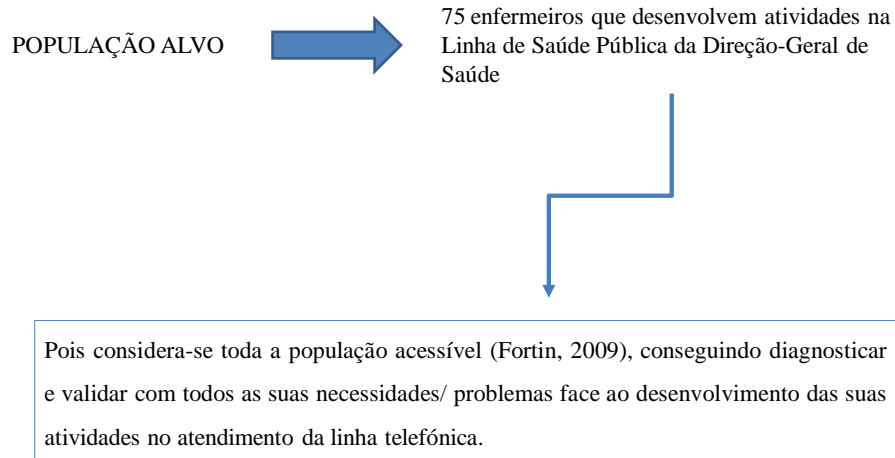 POPULAÇÃO ALVO
75 enfermeiros que desenvolvem atividades na
Linha de Saúde Pública da Direção-Geral de
Saúde
Pois considera-se toda a população acessível (Fortin, 2009), conseguindo diagnosticar
e validar com todos as suas necessidades/ problemas face ao desenvolvimento das suas
atividades no atendimento da linha telefónica.